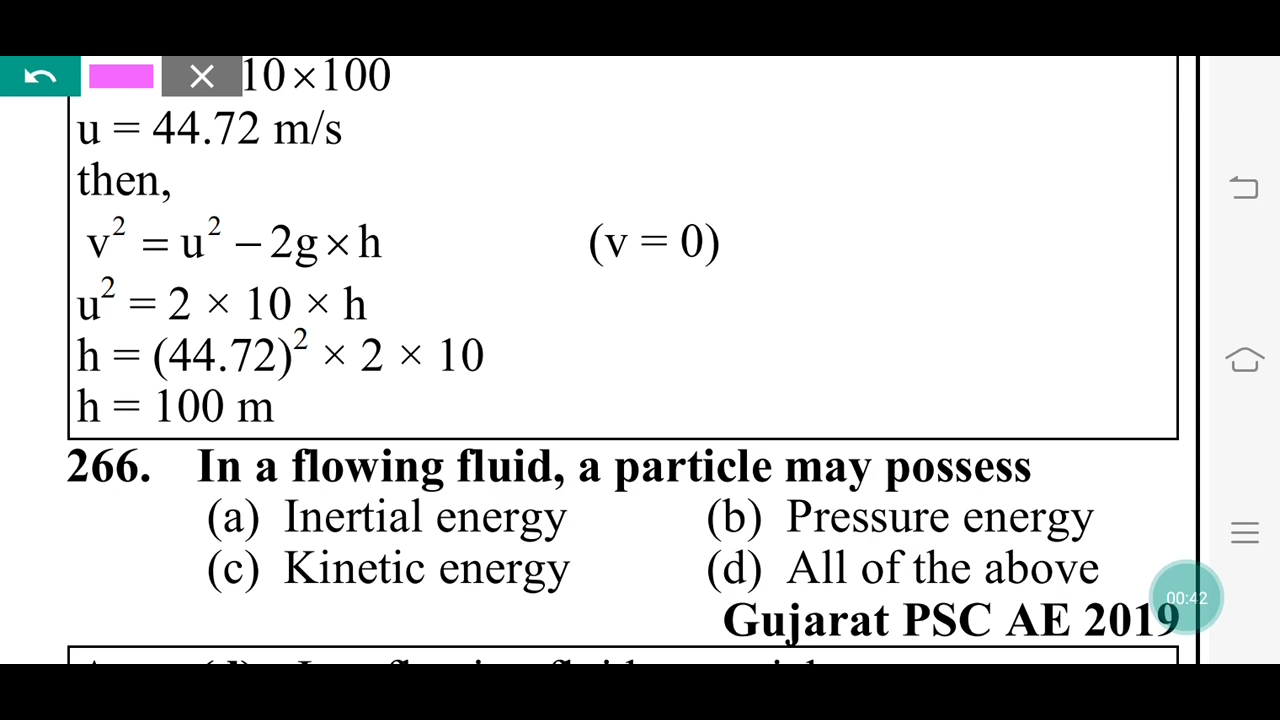 10×100
u = 44.72 m/s
then,
v² = u² − 2g × h (v = 0)
u² = 2 × 10 × h
h = (44.72)² × 2 × 10
h = 100 m
266. In a flowing fluid, a particle may possess
(a) Inertial energy (b) Pressure energy
(c) Kinetic energy (d) All of the above
00:42
Gujarat PSC AE 2019